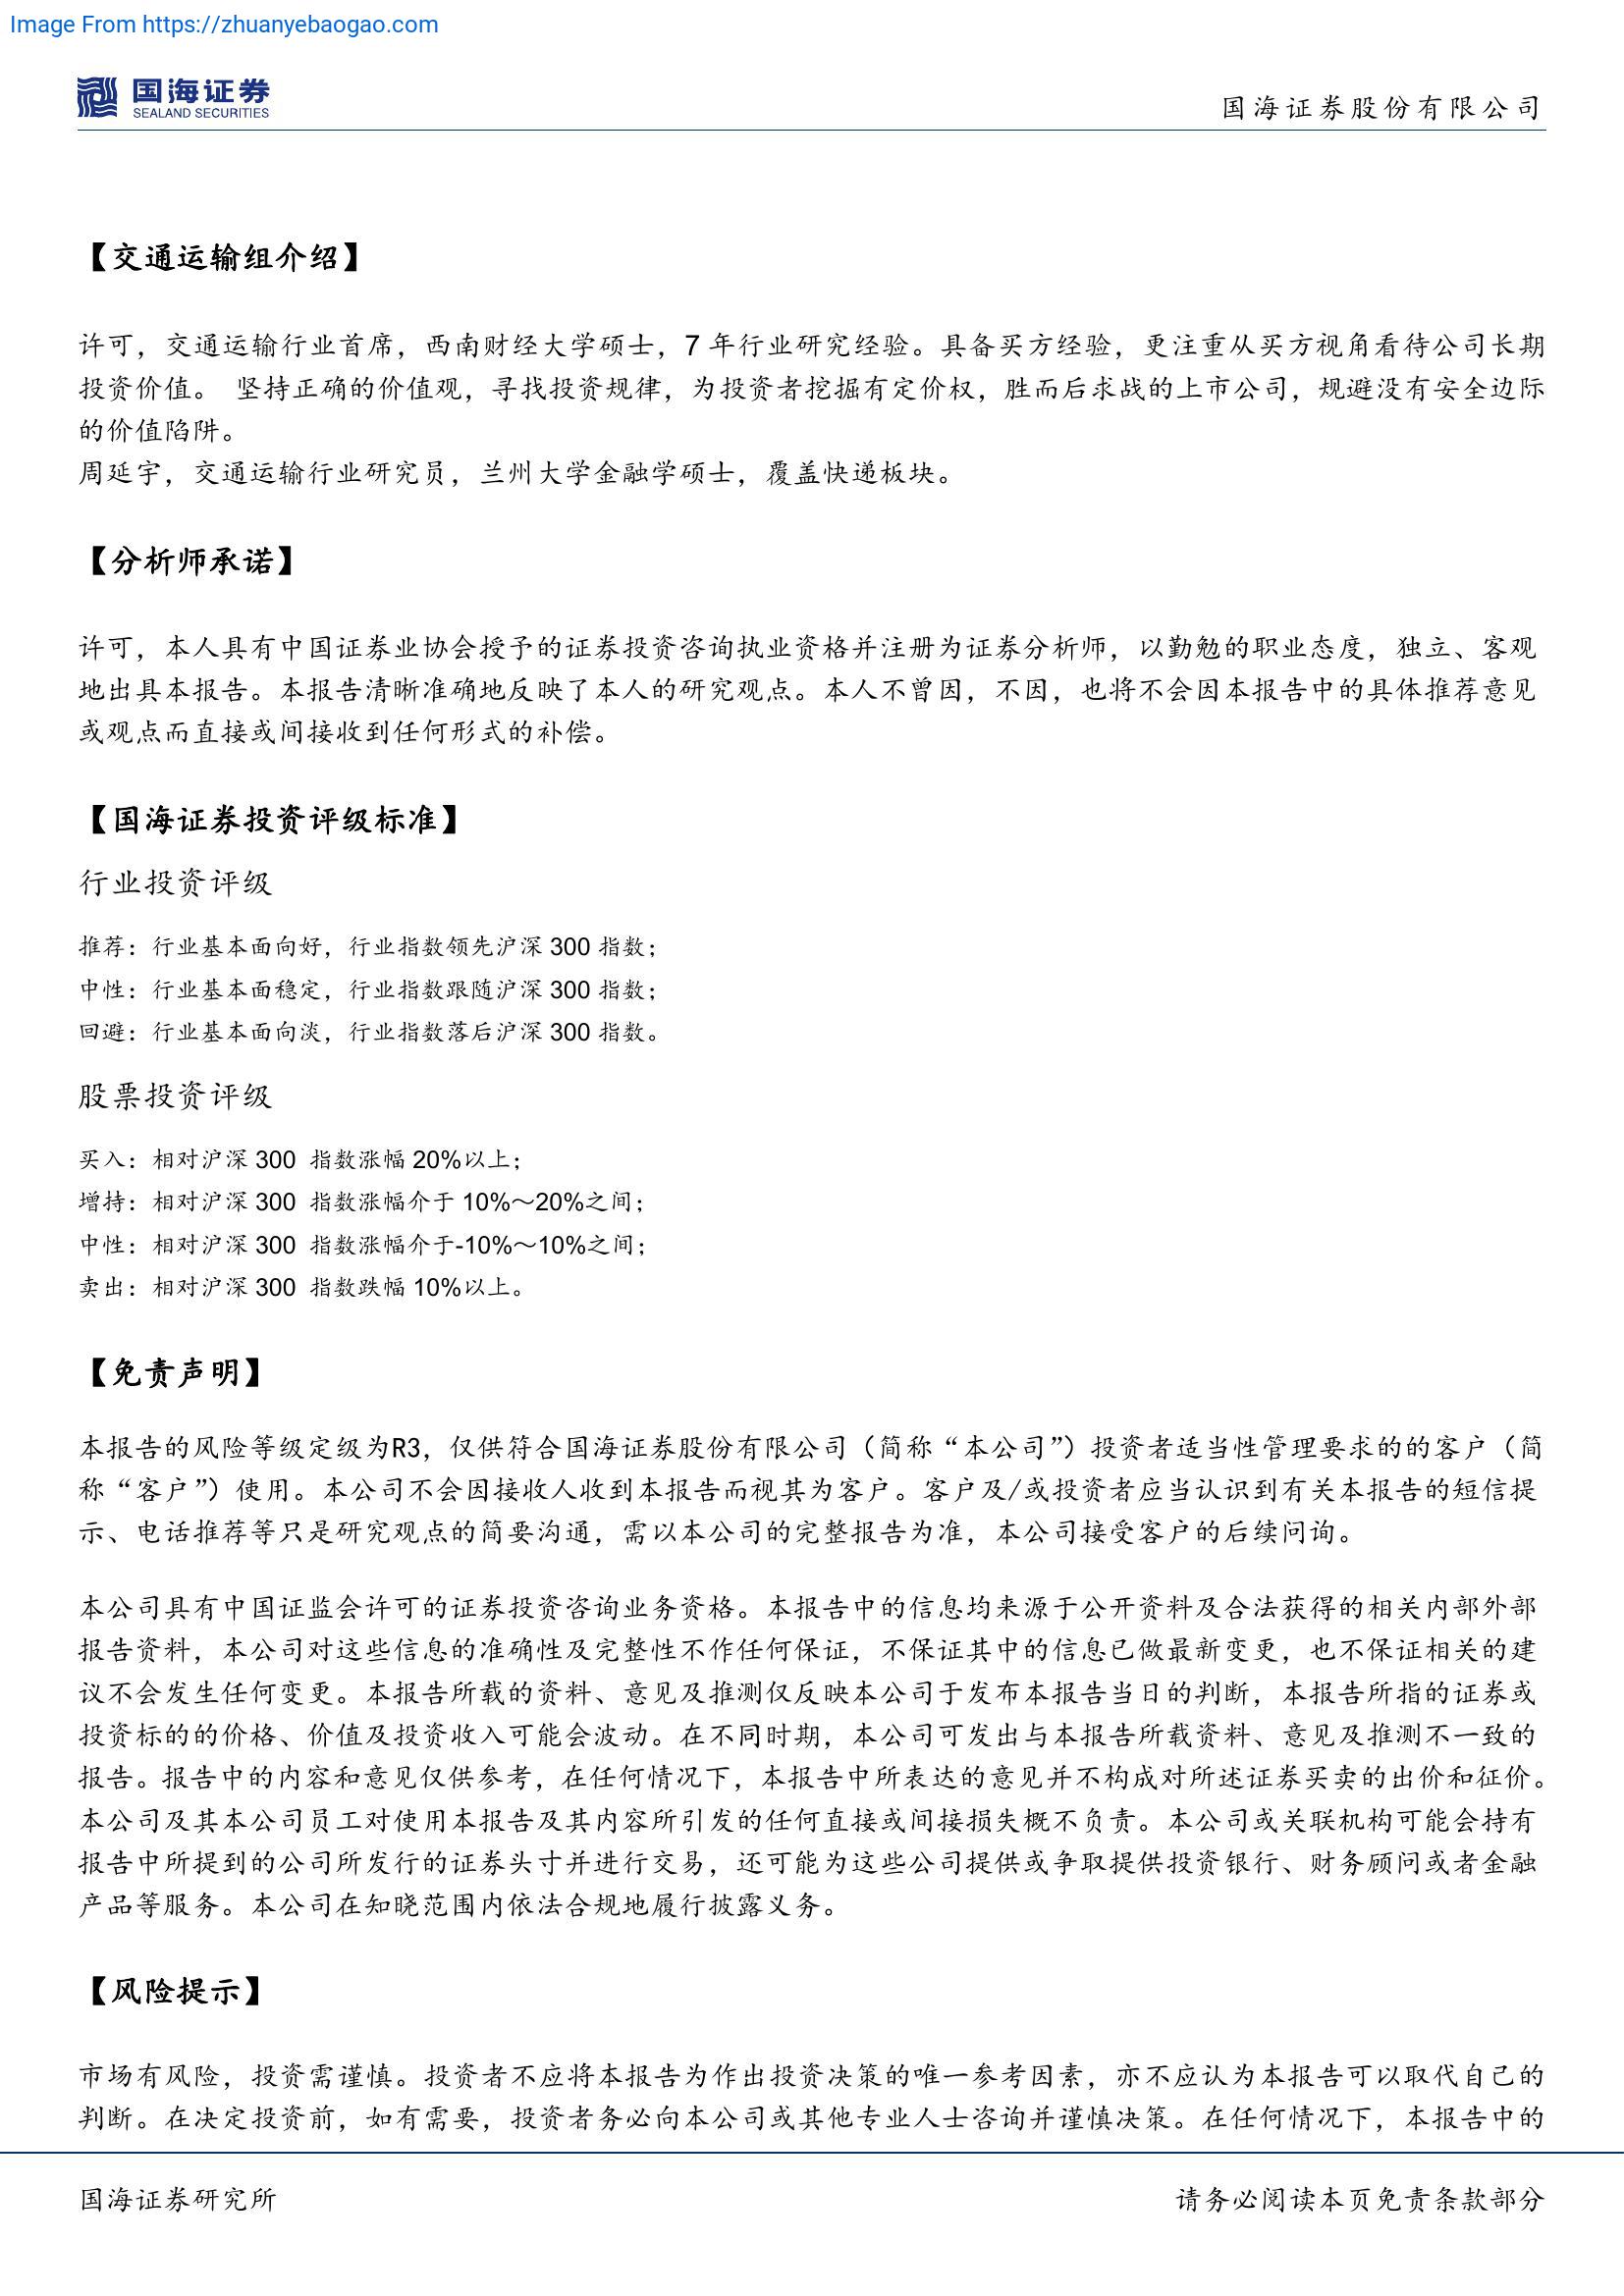 Image From https://zhuanyebaogao.com
国海证券
SEALAND SECURITIES
国海证券股份有限公司
【交通运输组介绍】
许可，交通运输行业首席，西南财经大学硕士，7 年行业研究经验。具备买方经验，更注重从买方视角看待公司长期
投资价值。 坚持正确的价值观，寻找投资规律，为投资者挖掘有定价权，胜而后求战的上市公司，规避没有安全边际
的价值陷阱。
周延宇，交通运输行业研究员，兰州大学金融学硕士，覆盖快递板块。
【分析师承诺】
许可，本人具有中国证券业协会授予的证券投资咨询执业资格并注册为证券分析师，以勤勉的职业态度，独立、客观
地出具本报告。本报告清晰准确地反映了本人的研究观点。本人不曾因，不因，也将不会因本报告中的具体推荐意见
或观点而直接或间接收到任何形式的补偿。
【国海证券投资评级标准】
行业投资评级
推荐：行业基本面向好，行业指数领先沪深 300 指数；
中性：行业基本面稳定，行业指数跟随沪深 300 指数；
回避：行业基本面向淡，行业指数落后沪深 300 指数。
股票投资评级
买入：相对沪深 300 指数涨幅 20%以上；
增持：相对沪深 300 指数涨幅介于 10%～20%之间；
中性：相对沪深 300 指数涨幅介于-10%～10%之间；
卖出：相对沪深 300 指数跌幅 10%以上。
【免责声明】
本报告的风险等级定级为R3，仅供符合国海证券股份有限公司（简称“本公司”）投资者适当性管理要求的的客户（简
称“客户”）使用。本公司不会因接收人收到本报告而视其为客户。客户及/或投资者应当认识到有关本报告的短信提
示、电话推荐等只是研究观点的简要沟通，需以本公司的完整报告为准，本公司接受客户的后续问询。
本公司具有中国证监会许可的证券投资咨询业务资格。本报告中的信息均来源于公开资料及合法获得的相关内部外部
报告资料，本公司对这些信息的准确性及完整性不作任何保证，不保证其中的信息已做最新变更，也不保证相关的建
议不会发生任何变更。本报告所载的资料、意见及推测仅反映本公司于发布本报告当日的判断，本报告所指的证券或
投资标的的价格、价值及投资收入可能会波动。在不同时期，本公司可发出与本报告所载资料、意见及推测不一致的
报告。报告中的内容和意见仅供参考，在任何情况下，本报告中所表达的意见并不构成对所述证券买卖的出价和征价。
本公司及其本公司员工对使用本报告及其内容所引发的任何直接或间接损失概不负责。本公司或关联机构可能会持有
报告中所提到的公司所发行的证券头寸并进行交易，还可能为这些公司提供或争取提供投资银行、财务顾问或者金融
产品等服务。本公司在知晓范围内依法合规地履行披露义务。
【风险提示】
市场有风险，投资需谨慎。投资者不应将本报告为作出投资决策的唯一参考因素，亦不应认为本报告可以取代自己的
判断。在决定投资前，如有需要，投资者务必向本公司或其他专业人士咨询并谨慎决策。在任何情况下，本报告中的
国海证券研究所
请务必阅读本页免责条款部分